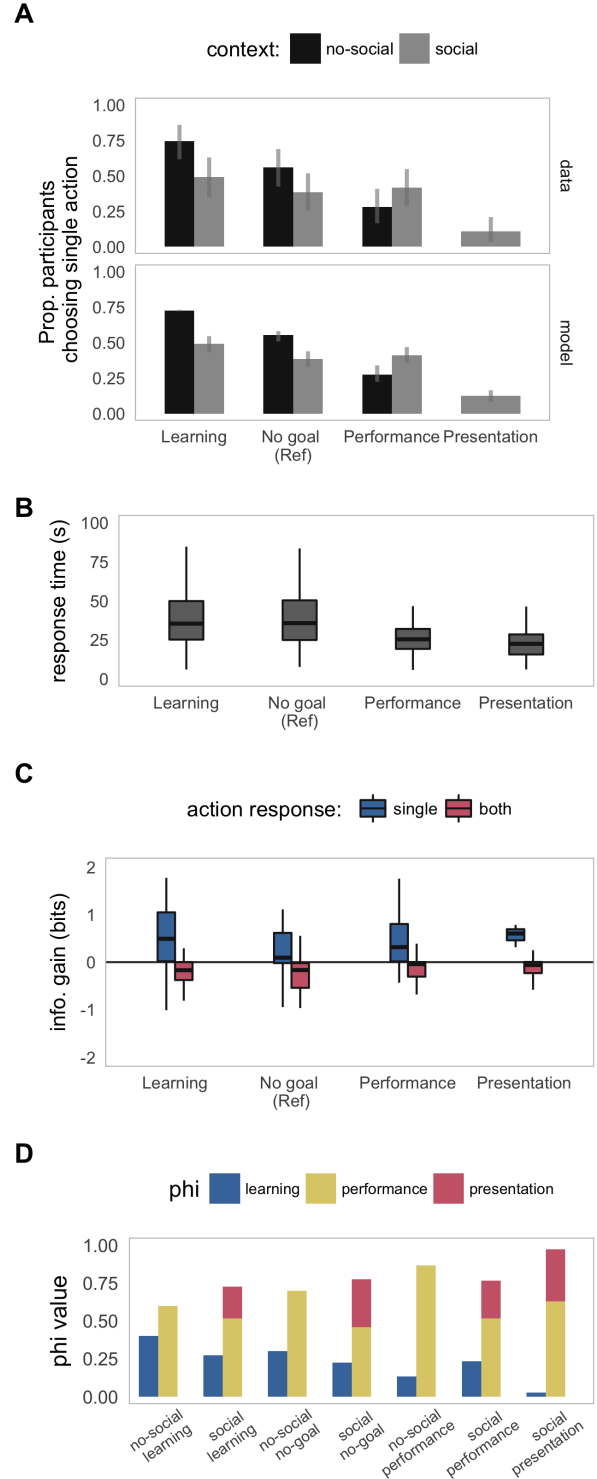 A
context: no-social social
Prop. participants
choosing single action
1.00
0.75
0.50
0.25
0.00
data
1.00
0.75
0.50
0.25
0.00
model
Learning No goal Performance Presentation
(Ref)
B
response time (s)
100
75
50
25
0
Learning No goal Performance Presentation
(Ref)
C
action response: single both
info. gain (bits)
2
1
0
-1
-2
Learning No goal Performance Presentation
(Ref)
D
phi learning performance presentation
phi value
1.00
0.75
0.50
0.25
0.00
no-social
learning
social
learning
no-social
no-goal
social
no-goal
no-social
performance
social
performance
social
presentation